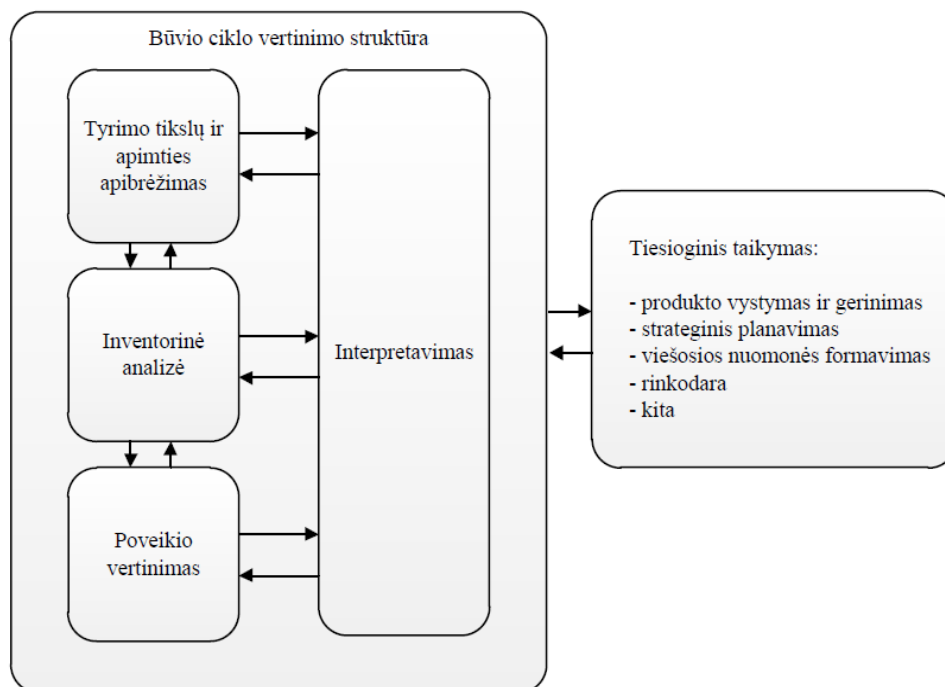 Būvio ciklo vertinimo struktūra
Tyrimo tikslų ir
apimties
apibrėžimas
Inventorinė
analizė
Poveikio
vertinimas
Interpretavimas
Tiesioginis taikymas:
- produkto vystymas ir gerinimas
- strateginis planavimas
- viešosios nuomonės formavimas
- rinkodara
- kita